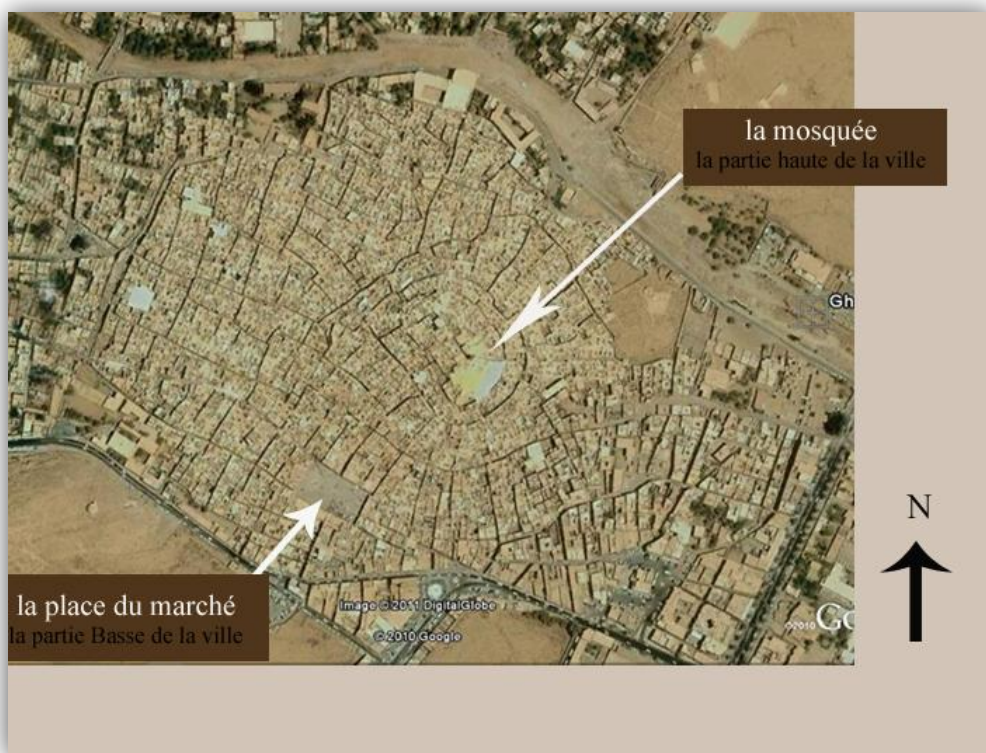 la mosquée
la partie haute de la ville
Gh
N
la place du marché
la partie Basse de la ville
Image © 2011 DigitalGlobe
© 2010 Google
©2010 Go